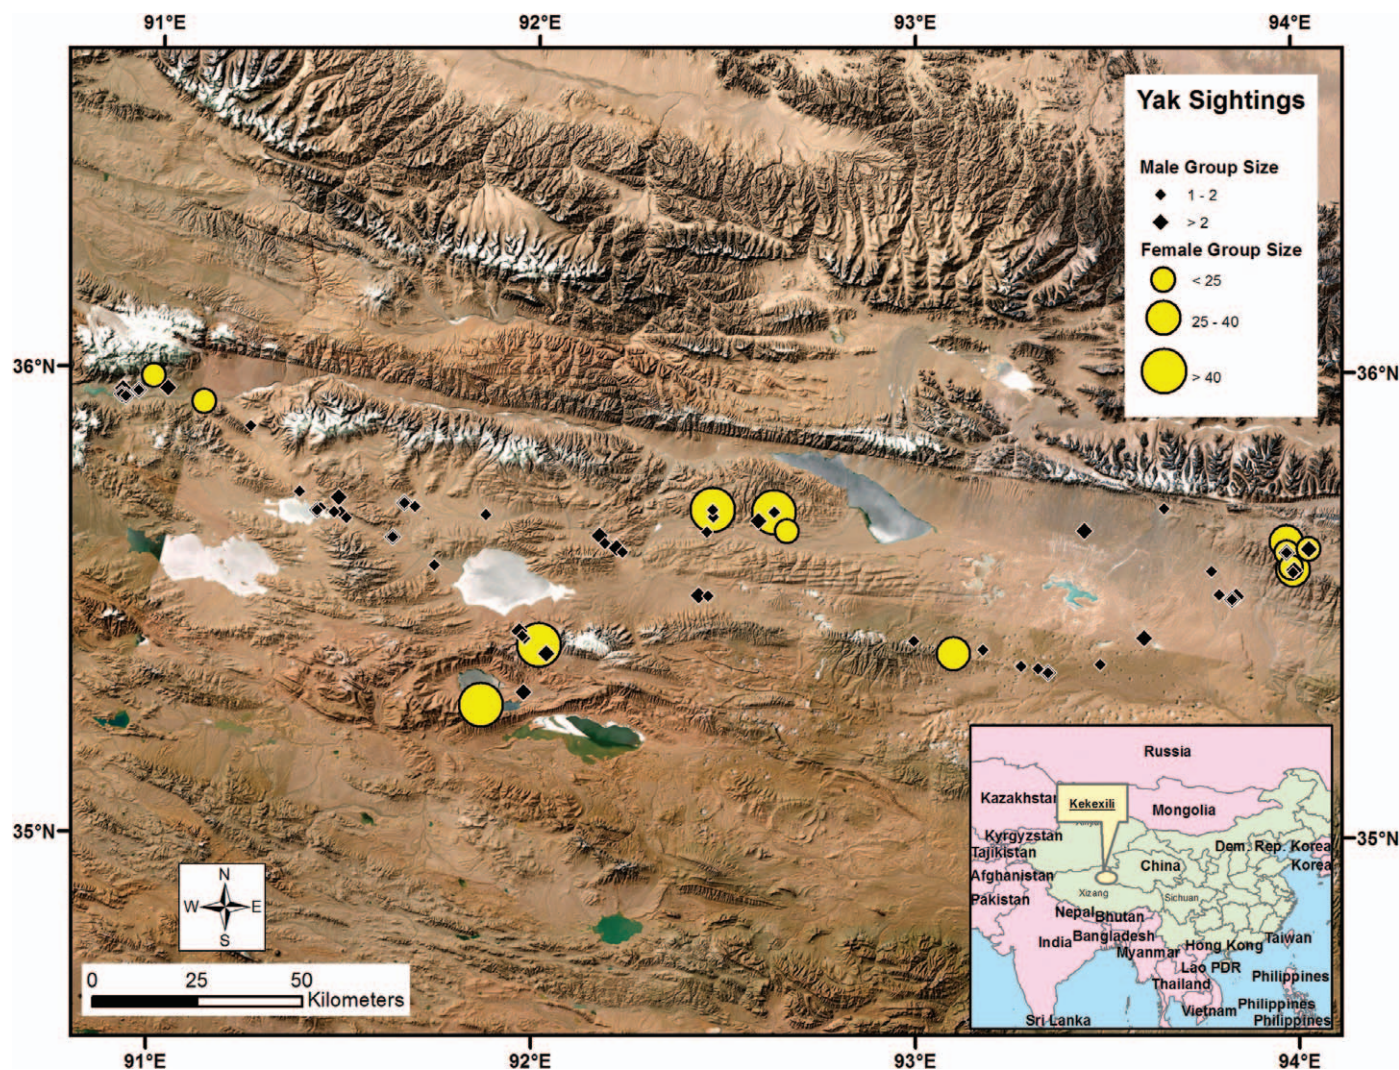 91°E 92°E 93°E 94°E
Yak Sightings
Male Group Size
1 - 2
> 2
Female Group Size
< 25
25 - 40
> 40
36°N 36°N
35°N 35°N
N
W E
S
0 25 50
Kilometers
Russia
Kazakhstan
Kekexili
Mongolia
Kyrgyzstan
Tajikistan
Dem. Rep. Korea
Korea
Afghanistan
China
Pakistan
Xizang
Sichuan
Nepal
Bhutan
India
Bangladesh
Myanmar
Hong Kong
Taiwan
Lao PDR
Thailand
Philippines
Vietnam
Philippines
Sri Lanka
Philippines
91°E 92°E 93°E 94°E